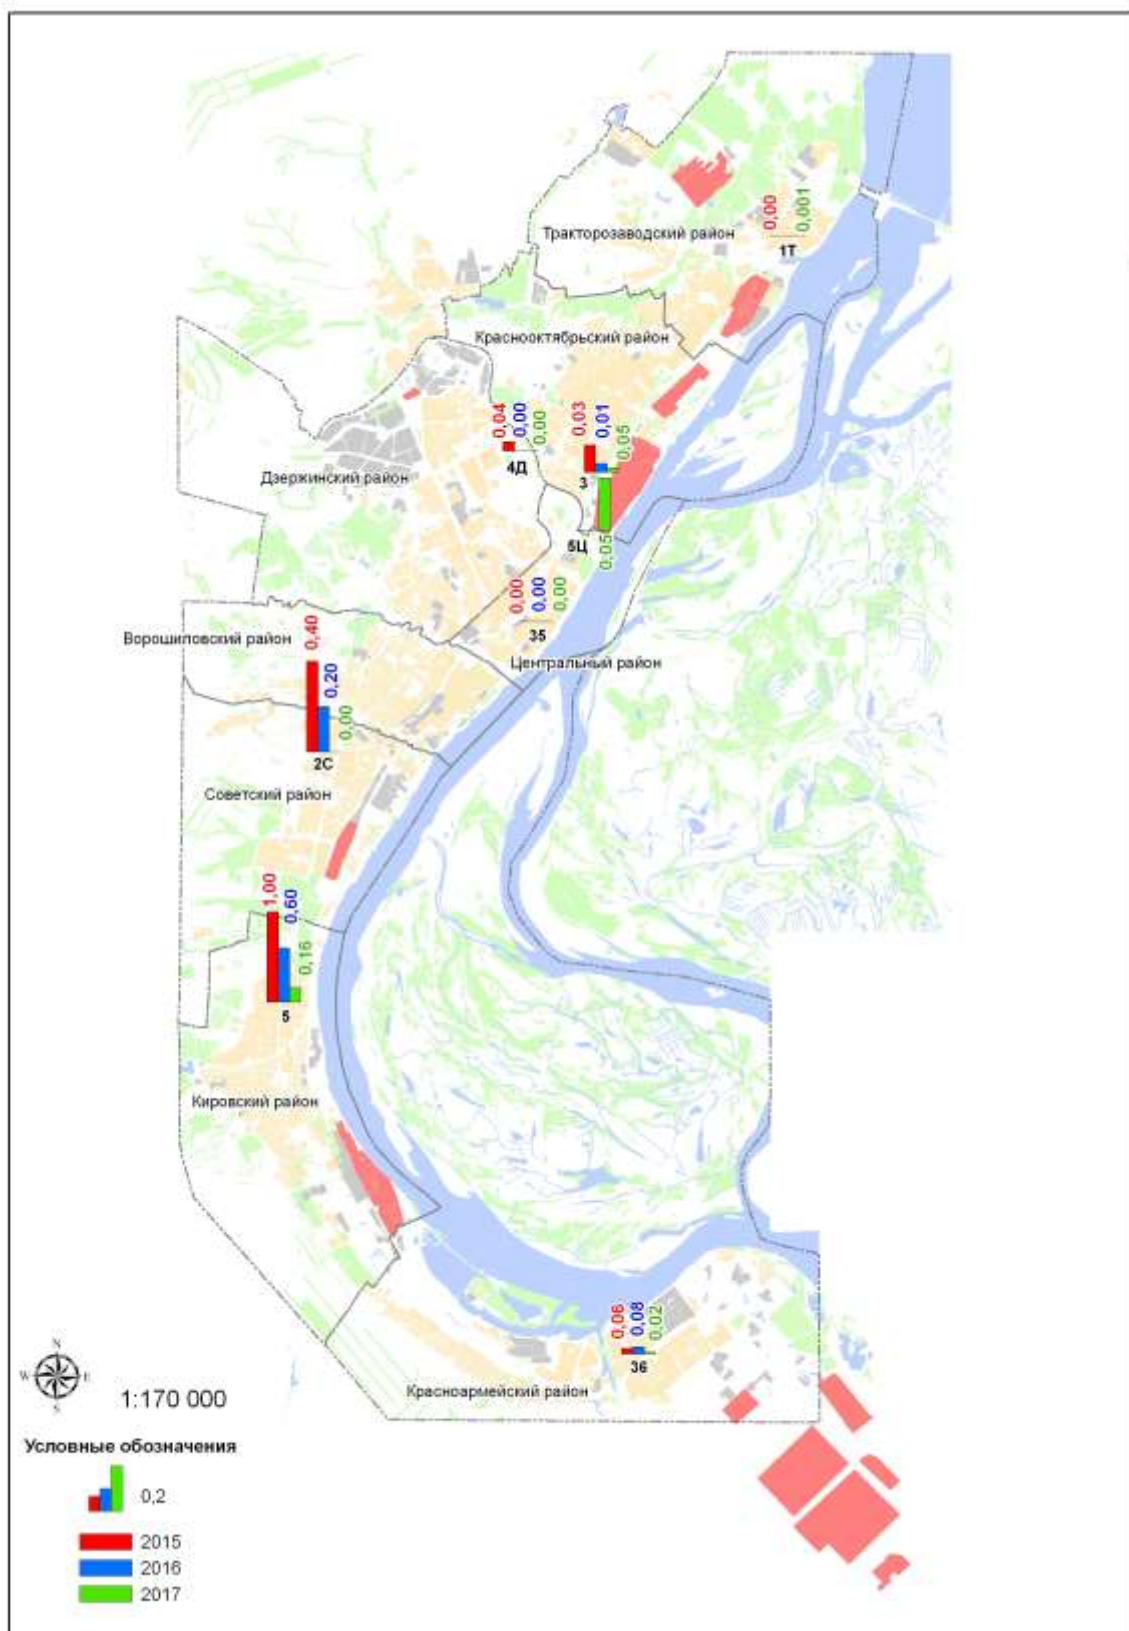 0,00
0,001
Тракторозаводский район
1Т
Краснооктябрьский район
0,04
0,00
0,00
4Д
0,03
0,01
0,05
3
Дзержинский район
5Ц
0,05
0,00
0,00
0,00
35
Центральный район
Ворошиловский район
0,40
0,20
0,00
2С
Советский район
1,00
0,60
0,16
5
Кировский район
0,06
0,08
0,02
36
Красноармейский район
N
W
E
S
1:170 000
Условные обозначения
0,2
2015
2016
2017